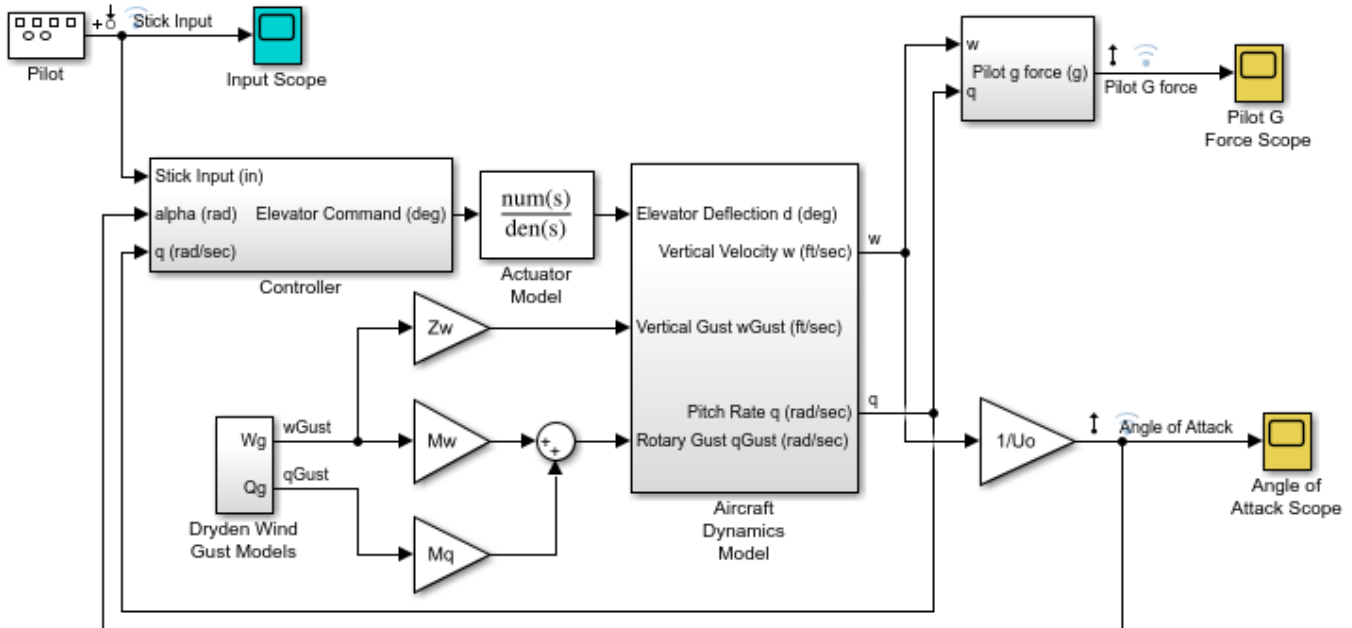 Stick Input
Pilot
Input Scope
w
Pilot g force (g)
q
Pilot G force
Pilot G
Force Scope
Stick Input (in)
alpha (rad)
Elevator Command (deg)
q (rad/sec)
Controller
num(s)
den(s)
Actuator
Model
Elevator Deflection d (deg)
Vertical Velocity w (ft/sec)
w
Vertical Gust wGust (ft/sec)
Pitch Rate q (rad/sec)
q
Rotary Gust qGust (rad/sec)
Aircraft
Dynamics
Model
Zw
Mw
Mq
Wg
wGust
Qg
qGust
Dryden Wind
Gust Models
+
+
1/Uo
Angle of Attack
Angle of
Attack Scope